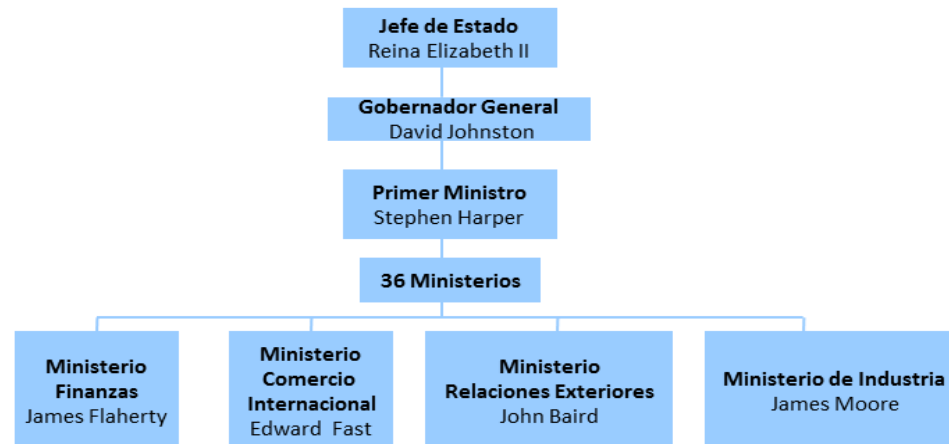 Jefe de Estado
Reina Elizabeth II
Gobernador General
David Johnston
Primer Ministro
Stephen Harper
36 Ministerios
Ministerio
Finanzas
James Flaherty
Ministerio
Comercio
Internacional
Edward Fast
Ministerio
Relaciones Exteriores
John Baird
Ministerio de Industria
James Moore